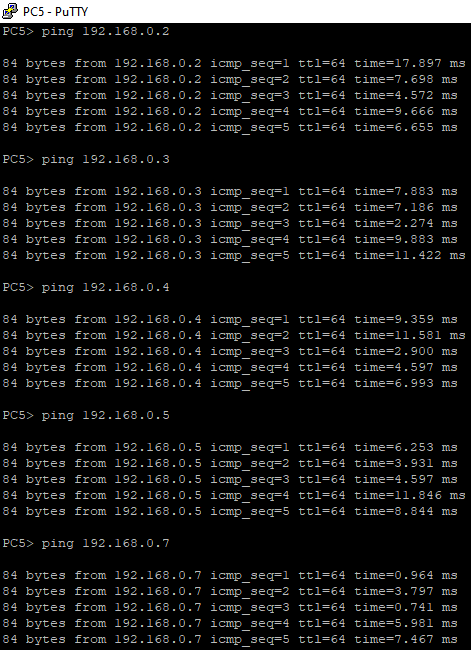 PC5 - PuTTY
PC5> ping 192.168.0.2
84 bytes from 192.168.0.2 icmp_seq=1 ttl=64 time=17.897 ms
84 bytes from 192.168.0.2 icmp_seq=2 ttl=64 time=7.698 ms
84 bytes from 192.168.0.2 icmp_seq=3 ttl=64 time=4.572 ms
84 bytes from 192.168.0.2 icmp_seq=4 ttl=64 time=9.666 ms
84 bytes from 192.168.0.2 icmp_seq=5 ttl=64 time=6.655 ms
PC5> ping 192.168.0.3
84 bytes from 192.168.0.3 icmp_seq=1 ttl=64 time=7.883 ms
84 bytes from 192.168.0.3 icmp_seq=2 ttl=64 time=7.186 ms
84 bytes from 192.168.0.3 icmp_seq=3 ttl=64 time=2.274 ms
84 bytes from 192.168.0.3 icmp_seq=4 ttl=64 time=9.883 ms
84 bytes from 192.168.0.3 icmp_seq=5 ttl=64 time=11.422 ms
PC5> ping 192.168.0.4
84 bytes from 192.168.0.4 icmp_seq=1 ttl=64 time=9.359 ms
84 bytes from 192.168.0.4 icmp_seq=2 ttl=64 time=11.581 ms
84 bytes from 192.168.0.4 icmp_seq=3 ttl=64 time=2.900 ms
84 bytes from 192.168.0.4 icmp_seq=4 ttl=64 time=4.597 ms
84 bytes from 192.168.0.4 icmp_seq=5 ttl=64 time=6.993 ms
PC5> ping 192.168.0.5
84 bytes from 192.168.0.5 icmp_seq=1 ttl=64 time=6.253 ms
84 bytes from 192.168.0.5 icmp_seq=2 ttl=64 time=3.931 ms
84 bytes from 192.168.0.5 icmp_seq=3 ttl=64 time=4.597 ms
84 bytes from 192.168.0.5 icmp_seq=4 ttl=64 time=11.846 ms
84 bytes from 192.168.0.5 icmp_seq=5 ttl=64 time=8.844 ms
PC5> ping 192.168.0.7
84 bytes from 192.168.0.7 icmp_seq=1 ttl=64 time=0.964 ms
84 bytes from 192.168.0.7 icmp_seq=2 ttl=64 time=3.797 ms
84 bytes from 192.168.0.7 icmp_seq=3 ttl=64 time=0.741 ms
84 bytes from 192.168.0.7 icmp_seq=4 ttl=64 time=5.981 ms
84 bytes from 192.168.0.7 icmp_seq=5 ttl=64 time=7.467 ms